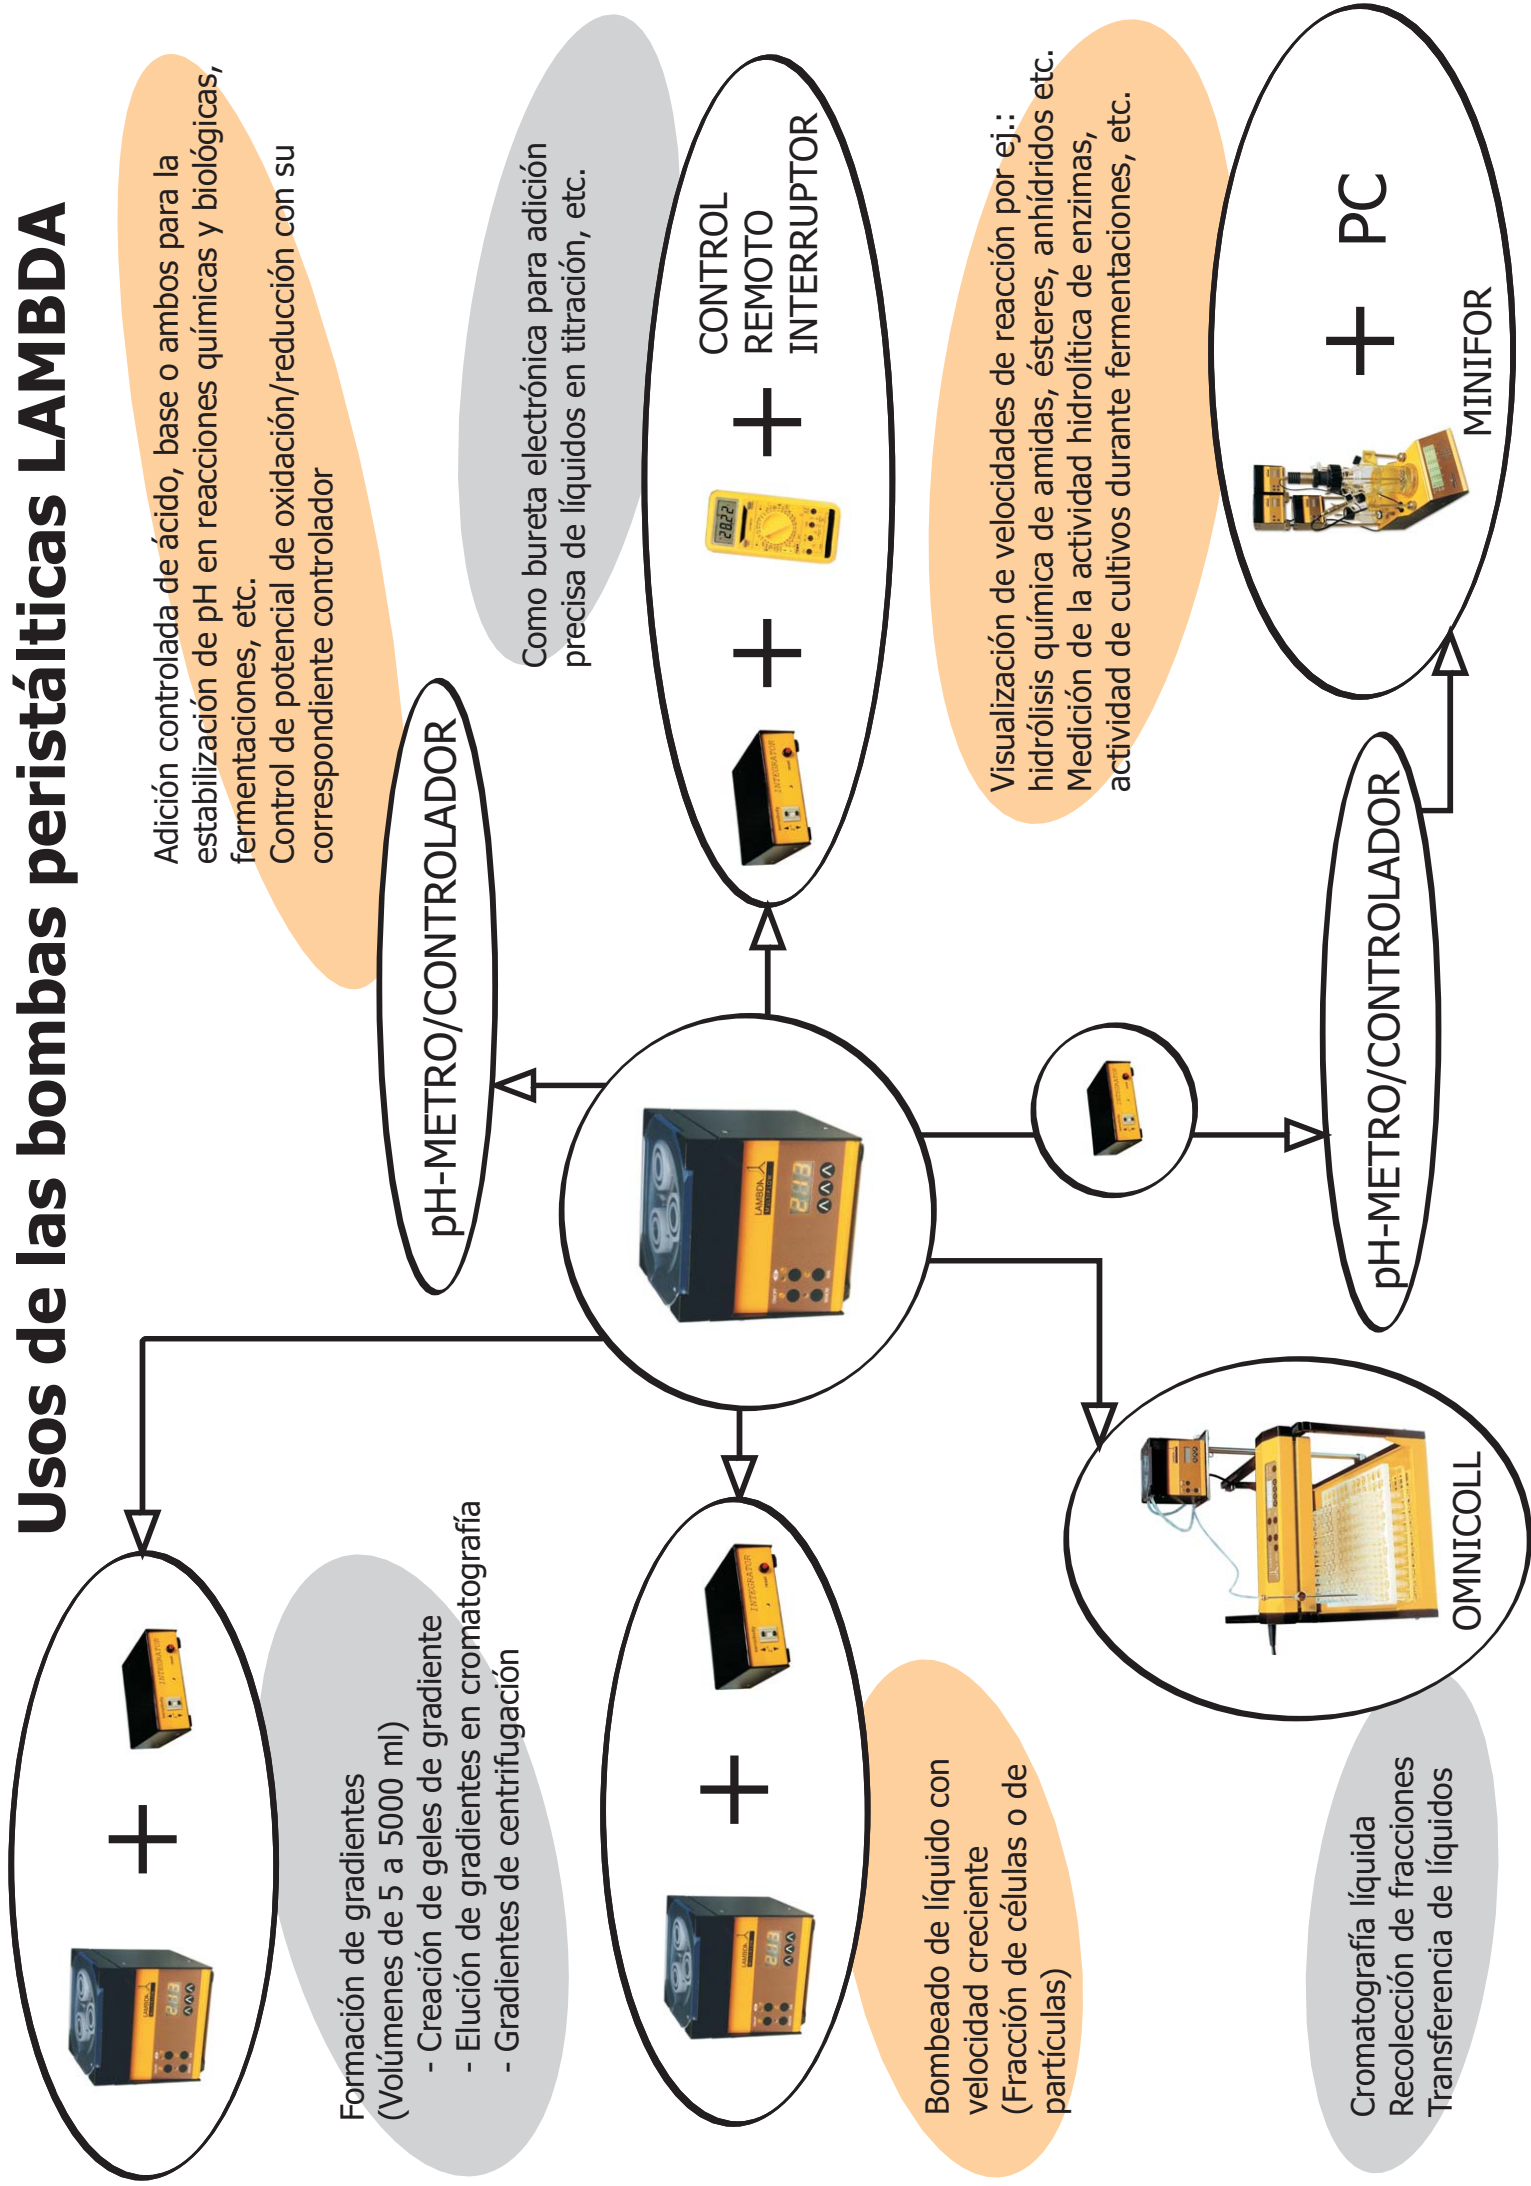 Usos de las bombas peristálticas LAMBDA
Adición controlada de ácido, base o ambos para la
estabilización de pH en reacciones químicas y biológicas,
fermentaciones, etc.
Control de potencial de oxidación/reducción con su
correspondiente controlador
pH-METRO/CONTROLADOR
Formación de gradientes
(Volúmenes de 5 a 5000 ml)
- Creación de geles de gradiente
- Elución de gradientes en cromatografía
- Gradientes de centrifugación
INTEGRATOR
Como bureta electrónica para adición
precisa de líquidos en titración, etc.
INTEGRATOR
28.22
CONTROL
REMOTO
INTERRUPTOR
LAMBDA
INTEGRATOR
Bombeado de líquido con
velocidad creciente
(Fracción de células o de
partículas)
Visualización de velocidades de reacción por ej.:
hidrólisis química de amidas, ésteres, anhídridos etc.
Medición de la actividad hidrolítica de enzimas,
actividad de cultivos durante fermentaciones, etc.
PC
MINIFOR
pH-METRO/CONTROLADOR
OMNICOLL
Cromatografía líquida
Recolección de fracciones
Transferencia de líquidos